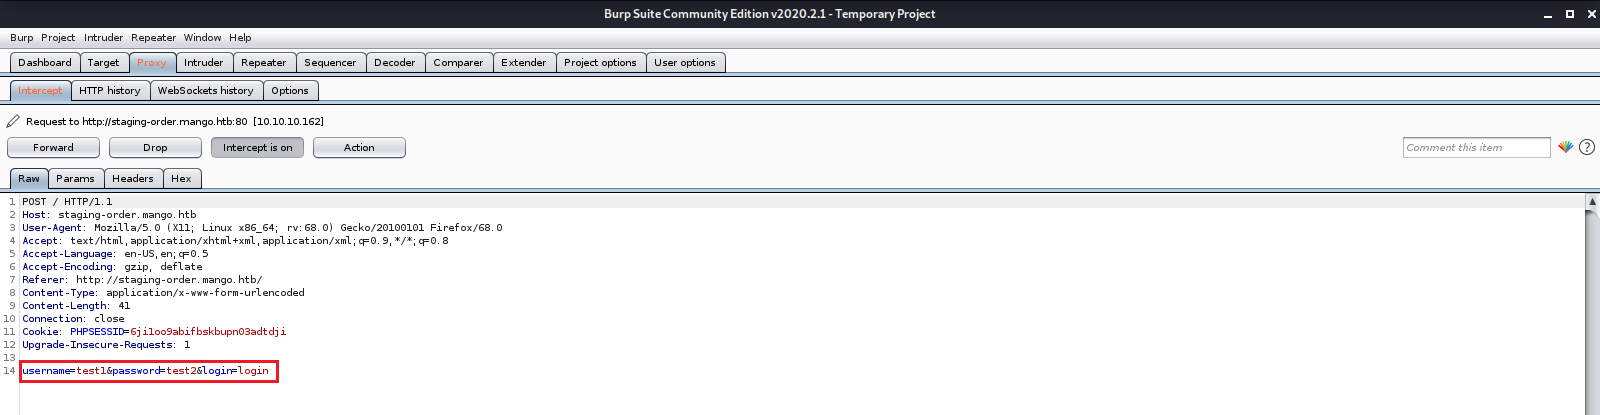 Burp Suite Community Edition v2020.2.1 - Temporary Project
Burp Project Intruder Repeater Window Help
Dashboard Target Proxy Intruder Repeater Sequencer Decoder Comparer Extender Project options User options
Intercept HTTP history WebSockets history Options
Request to http://staging-order.mango.htb:80 [10.10.10.162]
Forward Drop Intercept is on Action Comment this item ?
Raw Params Headers Hex
1 POST / HTTP/1.1
2 Host: staging-order.mango.htb
3 User-Agent: Mozilla/5.0 (X11; Linux x86_64; rv:68.0) Gecko/20100101 Firefox/68.0
4 Accept: text/html,application/xhtml+xml,application/xml;q=0.9,*/*;q=0.8
5 Accept-Language: en-US,en;q=0.5
6 Accept-Encoding: gzip, deflate
7 Referer: http://staging-order.mango.htb/
8 Content-Type: application/x-www-form-urlencoded
9 Content-Length: 41
10 Connection: close
11 Cookie: PHPSESSID=6ji1oo9abifbskbupn03adtdji
12 Upgrade-Insecure-Requests: 1
13
14 username=test1&password=test2&login=login